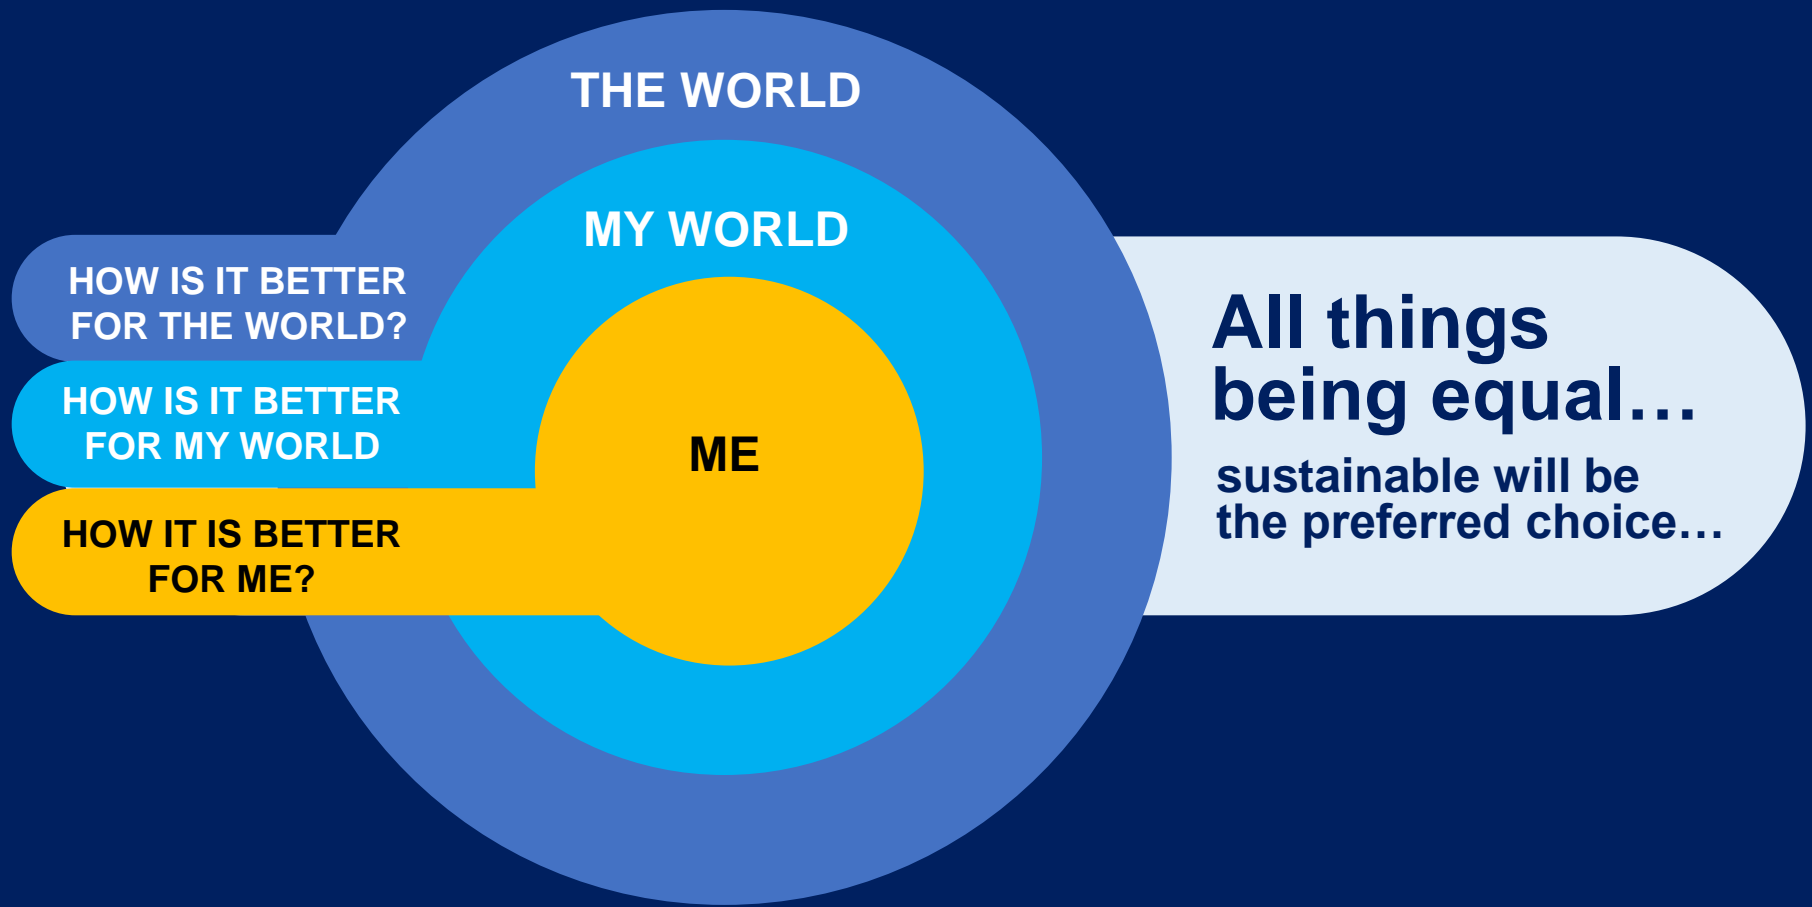 THE WORLD
MY WORLD
ME
HOW IS IT BETTER
FOR THE WORLD?
HOW IS IT BETTER
FOR MY WORLD
HOW IT IS BETTER
FOR ME?
All things
being equal…
sustainable will be
the preferred choice…